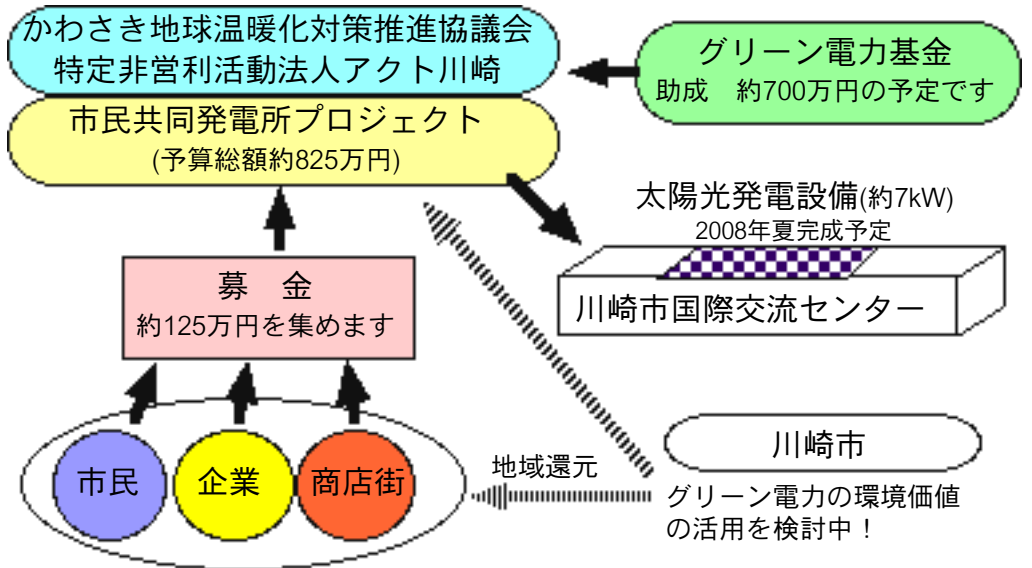 かわさき地球温暖化対策推進協議会
特定非営利活動法人アクト川崎
グリーン電力基金
助成　約700万円の予定です
市民共同発電所プロジェクト
(予算総額約825万円)
太陽光発電設備(約7kW)
2008年夏完成予定
川崎市国際交流センター
募　金
約125万円を集めます
市民
企業
商店街
地域還元
川崎市
グリーン電力の環境価値
の活用を検討中！